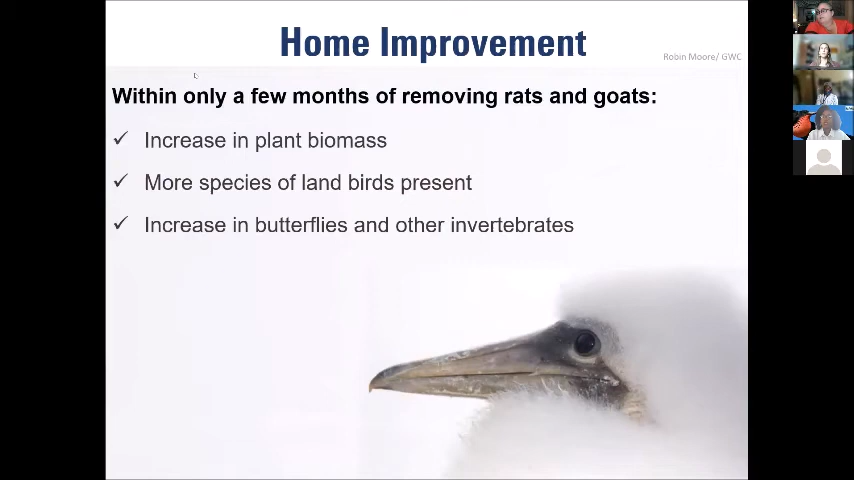 Home Improvement
Robin Moore/ GWC
Within only a few months of removing rats and goats:
✓ Increase in plant biomass
✓ More species of land birds present
✓ Increase in butterflies and other invertebrates